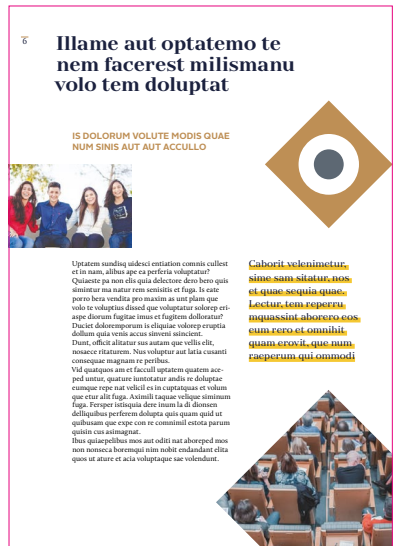 6
Illame aut optatemo te
nem facerest milismanu
volo tem doluptat
IS DOLORUM VOLUTE MODIS QUAE
NUM SINIS AUT AUT ACCULLO
Uptatem sundisq uidesci entiation comnis cullest
et in nam, alibus ape ea perferia voluptatur?
Quiaeste pa non elis quia delectore dero bero quis
simintur ma natur rem senisitis et fuga. Is eate
porro bera vendita pro maxim as unt plam que
volo te voluptius dissed que voluptatur solorep eri-
aspe diorum fugitae imus et fugitem dolloratur?
Duciet doloremporum is eliquiae volorep eruptia
dollum quia venis accus sinveni ssincient.
Dunt, officit alitatur sus autam que vellis elit,
nosaece ritaturem. Nus voluptur aut latia cusanti
consequae magnam re peribus.
Vid quatquos am et faccull uptatem quatem ace-
ped untur, quature iuntotatur andis re doluptae
eumque repe nat velicil es in cuptatquas et volum
que etur alit fuga. Aximili taquae velique siminum
fuga. Fersper istisquia dere inum la di dionsen
delliquibus perferem dolupta quis quam quid ut
quibusam que expe con re comnimil estota parum
quisin cus asimagnat.
Ibus quiaepelibus mos aut oditi nat aboreped mos
non nonseca boremqui nim nobit endandant elita
quos ut ature et acia voluptaque sae volendunt.
Caborit velenimetur,
sime sam sitatur, nos
et quae sequia quae.
Lectur, tem reperru
mquassint aborero eos
eum rero et omnihit
quam erovit, que num
raeperum qui ommodi